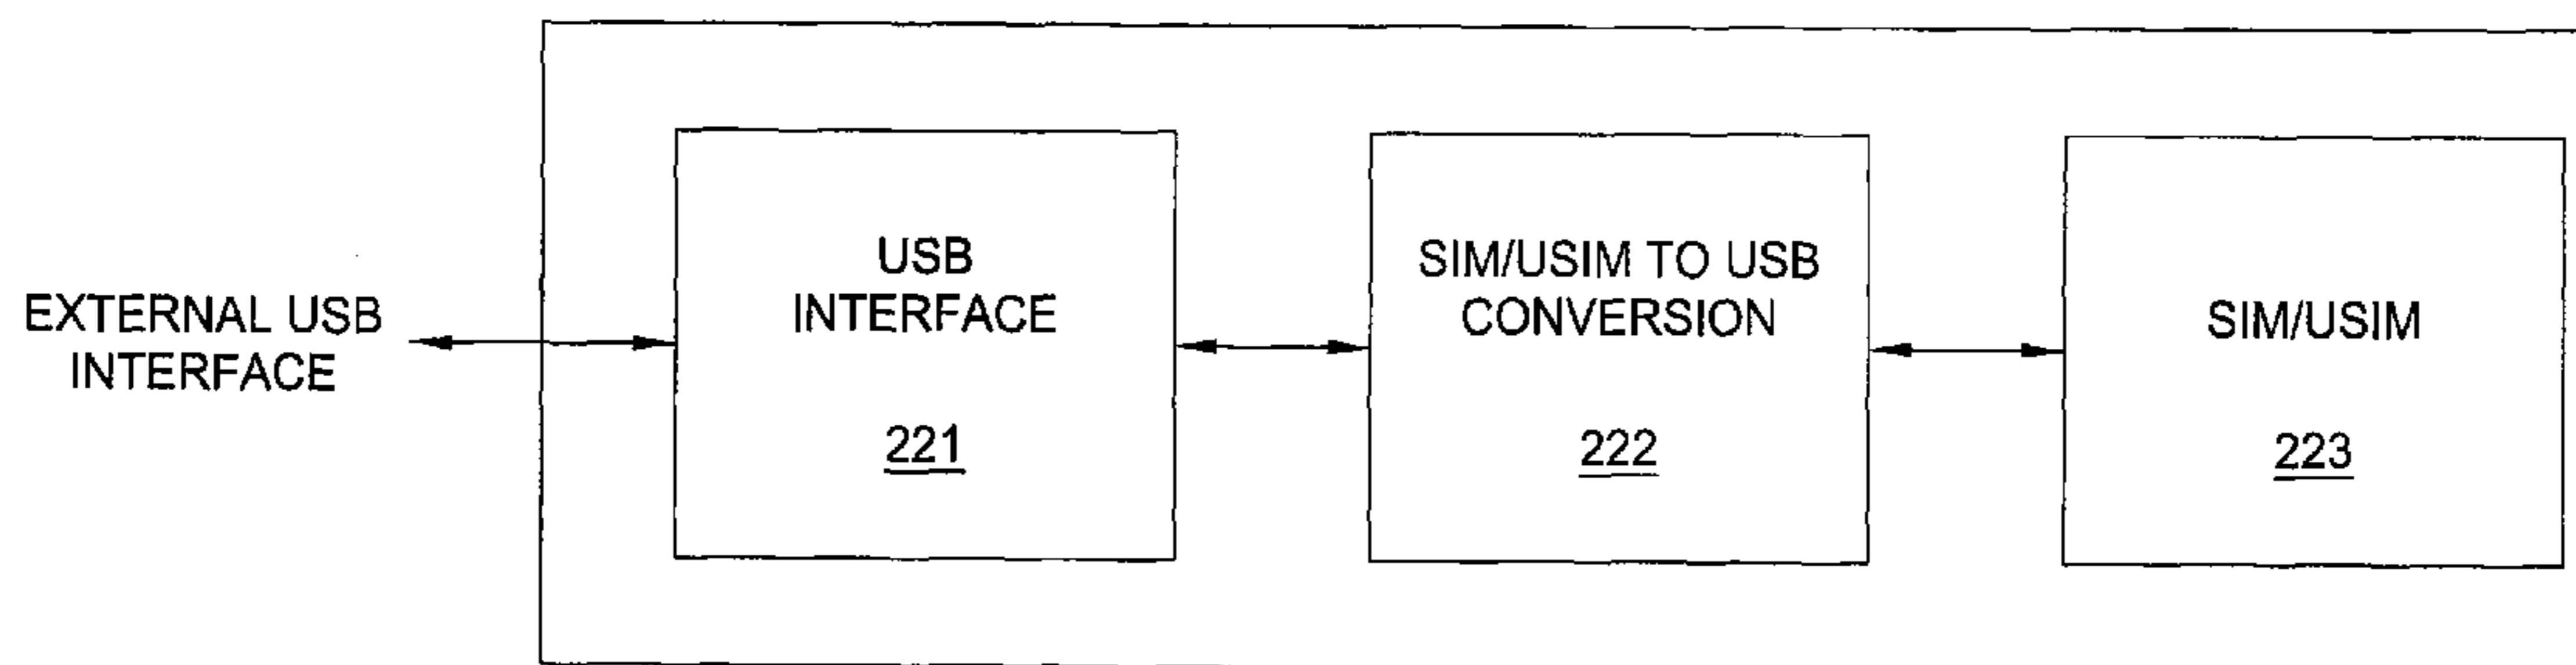 EXTERNAL USB
INTERFACE
USB
INTERFACE
221
SIM/USIM TO USB
CONVERSION
222
SIM/USIM
223